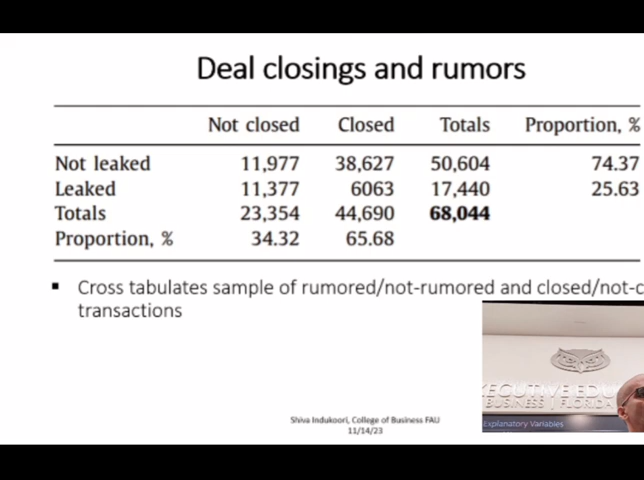 Deal closings and rumors
Not closed Closed Totals Proportion, %
Not leaked 11,977 38,627 50,604 74.37
Leaked 11,377 6063 17,440 25.63
Totals 23,354 44,690 68,044
Proportion, % 34.32 65.68
▪ Cross tabulates sample of rumored/not-rumored and closed/not-c
transactions
XECUTIVE EDU
BUSINESS | FLORIDA
Explanatory Variables
Shiva Indukoori, College of Business FAU
11/14/23